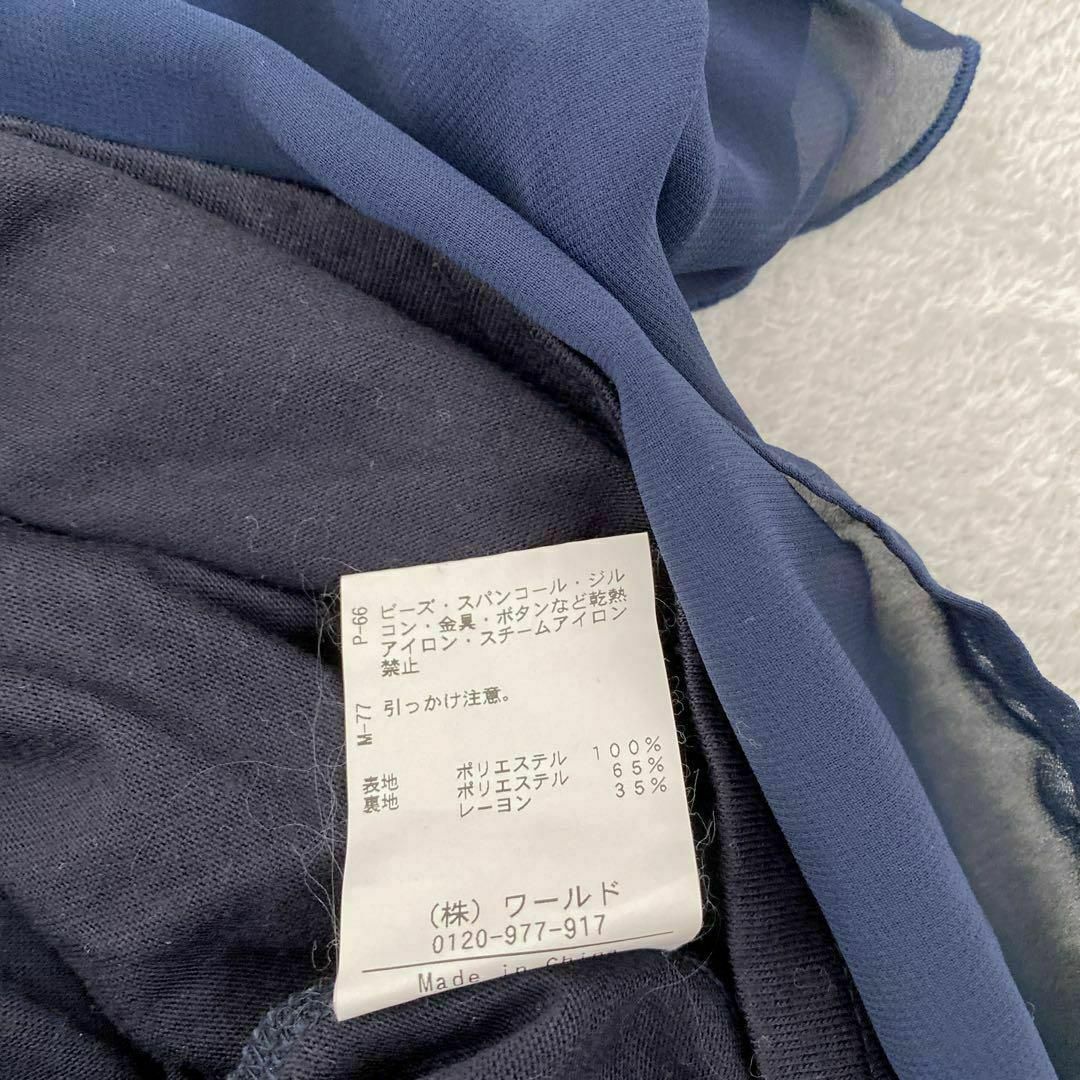 P-66 ビーズ・スパンコール・ジル
コン・金具・ボタンなど乾熱
アイロン・スチームアイロン
禁止
M-77 引っかけ注意。
表地 ポリエステル 100%
裏地 ポリエステル 65%
レーヨン 35%
(株) ワールド
0120-977-917
Made in China